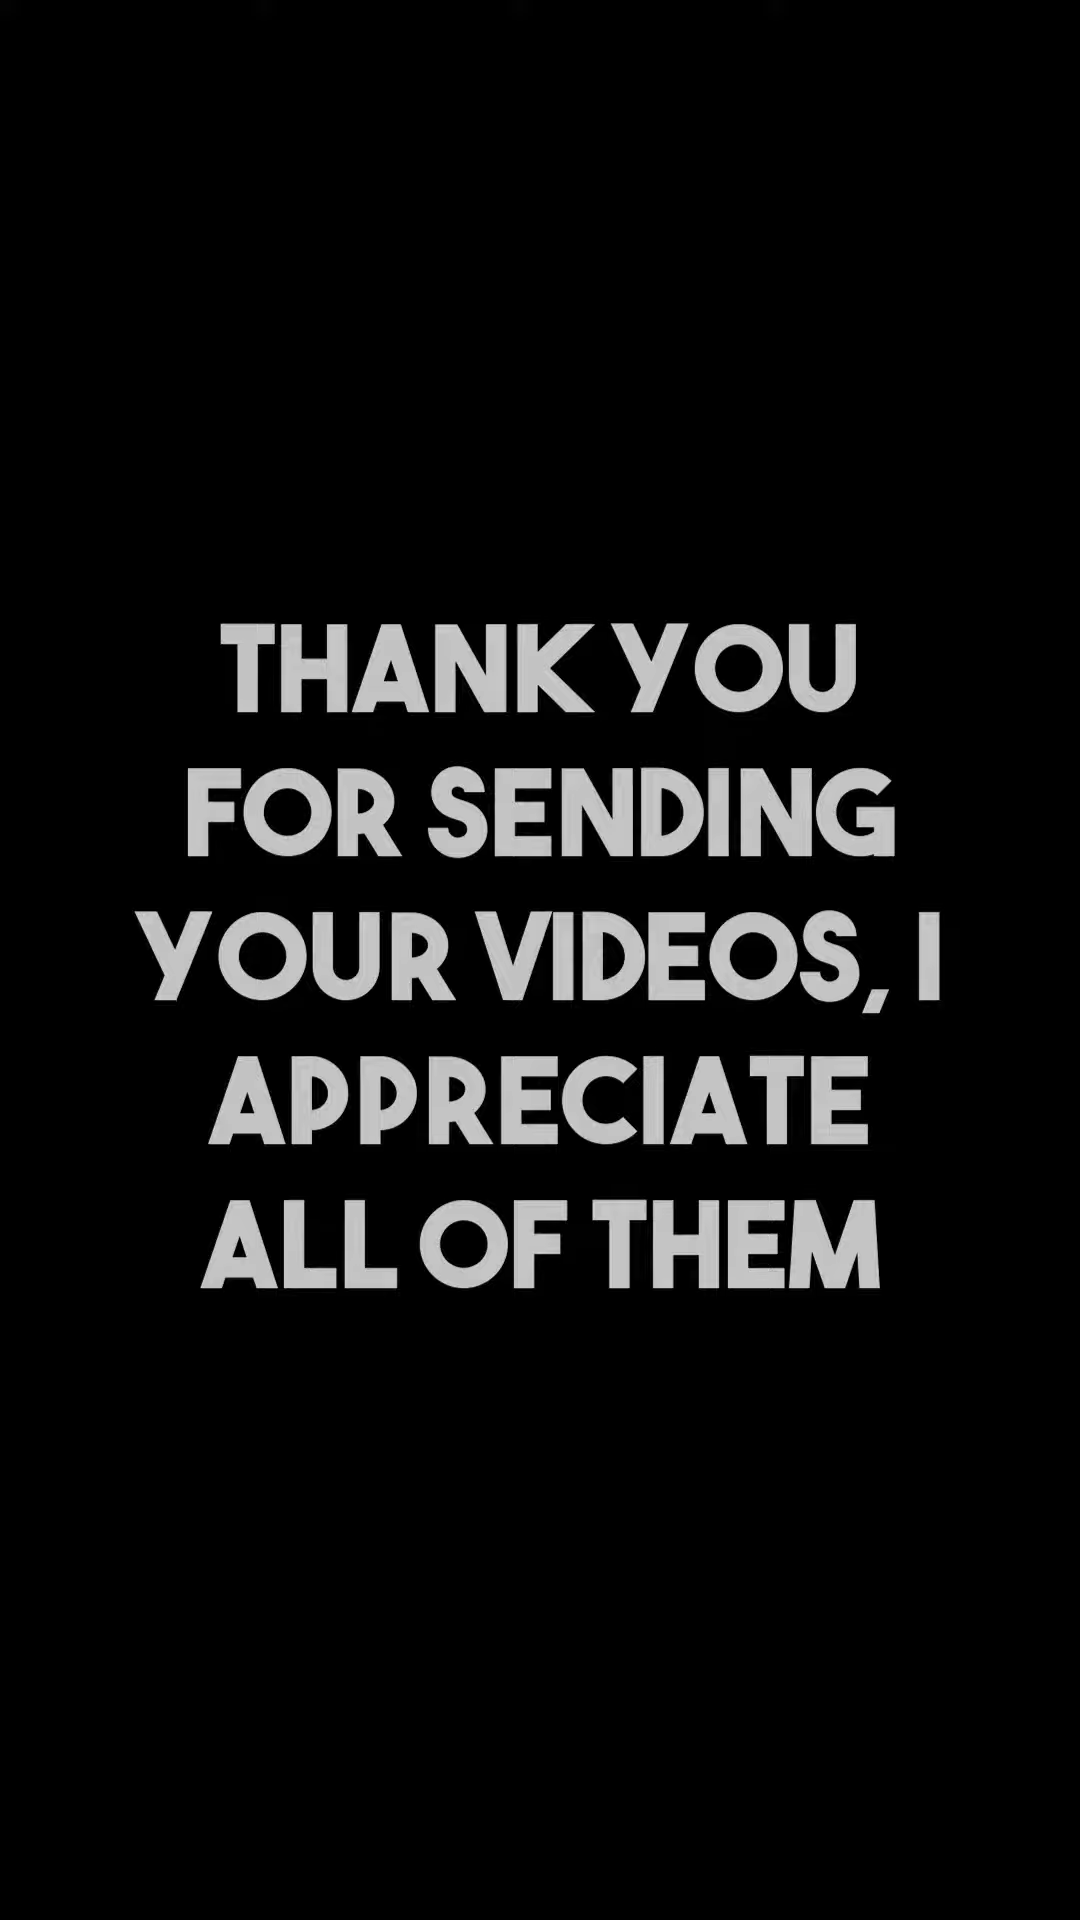 THANK YOU
FOR SENDING
YOUR VIDEOS, I
APPRECIATE
ALL OF THEM